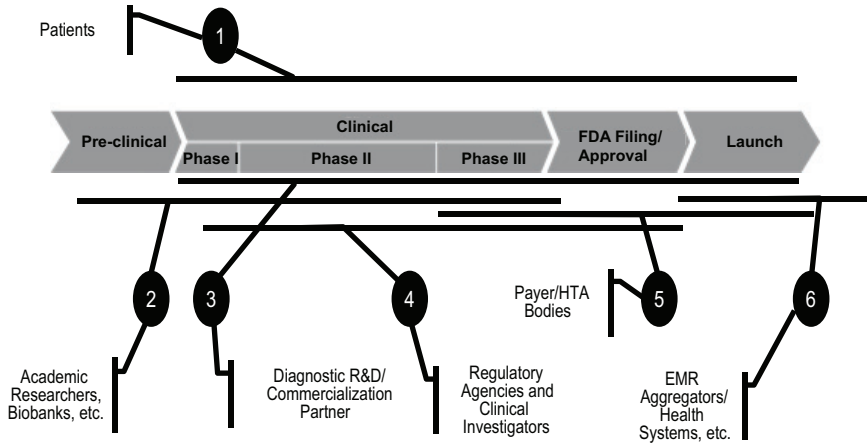 Patients
1
Pre-clinical
Clinical
Phase I
Phase II
Phase III
FDA Filing/
Approval
Launch
2
3
4
5
6
Payer/HTA
Bodies
Academic
Researchers,
Biobanks, etc.
Diagnostic R&D/
Commercialization
Partner
Regulatory
Agencies and
Clinical
Investigators
EMR
Aggregators/
Health
Systems, etc.